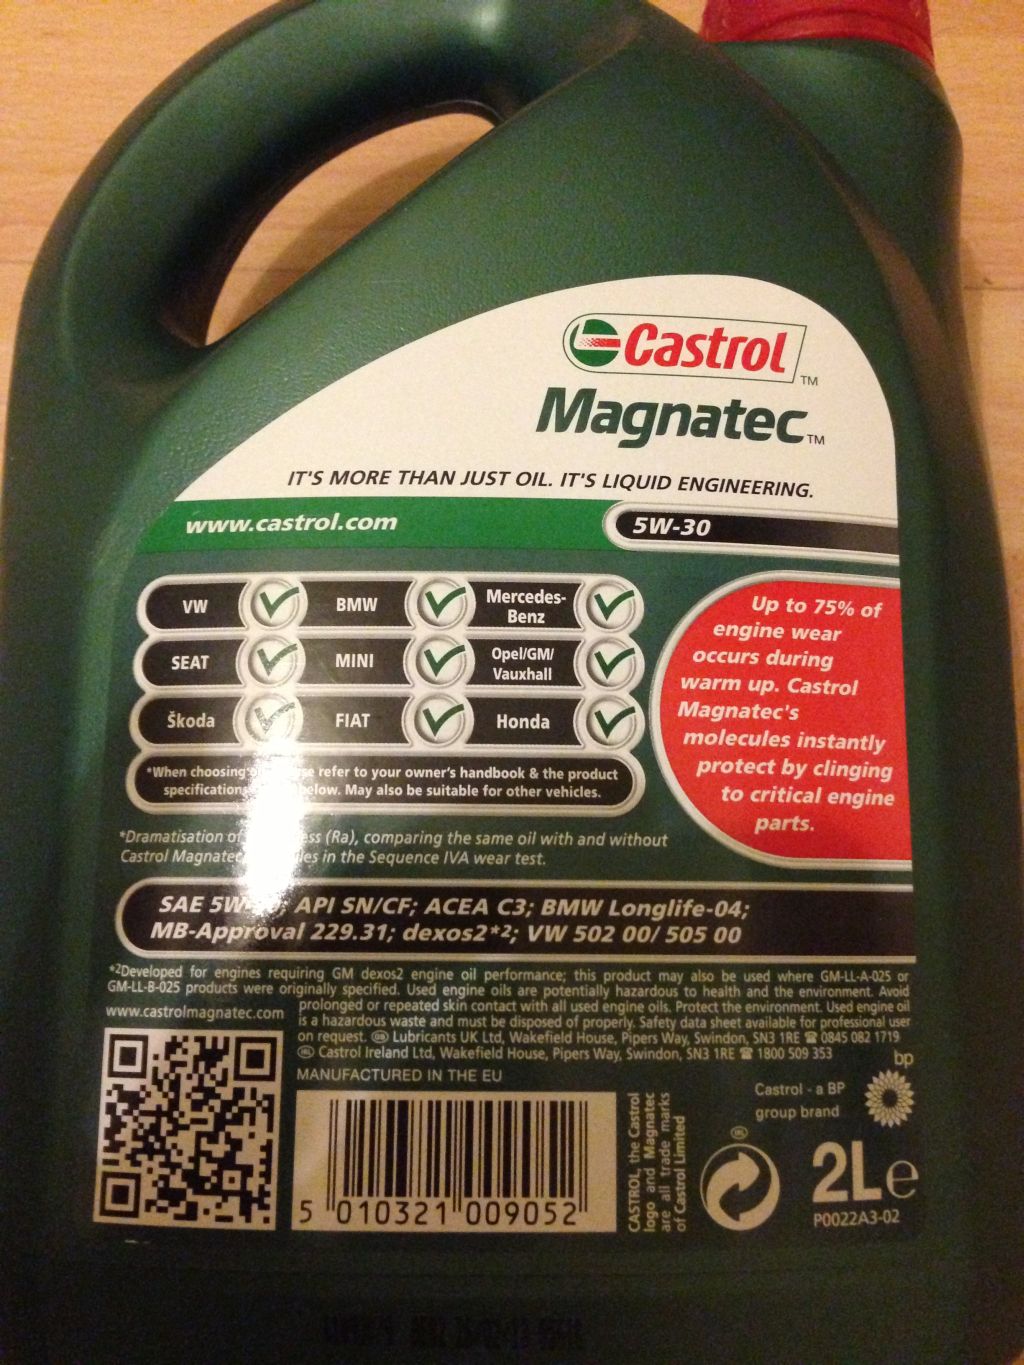 Castrol
TM
Magnatec
TM
IT'S MORE THAN JUST OIL. IT'S LIQUID ENGINEERING.
www.castrol.com
5W-30
VW
BMW
Mercedes-
Benz
SEAT
MINI
Opel/GM/
Vauxhall
Škoda
FIAT
Honda
*When choosing refer to your owner's handbook & the product
specifications below. May also be suitable for other vehicles.
Up to 75% of
engine wear
occurs during
warm up. Castrol
Magnatec's
molecules instantly
protect by clinging
to critical engine
parts.
*Dramatisation of (Ra), comparing the same oil with and without
Castrol Magnatec in the Sequence IVA wear test.
SAE API SN/CF; ACEA C3; BMW Longlife-04;
MB-Approval 229.31; dexos2*²; VW 502 00/ 505 00
*²Developed for engines requiring GM dexos2 engine oil performance; this product may also be used where GM-LL-A-025 or
GM-LL-B-025 products were originally specified. Used engine oils are potentially hazardous to health and the environment. Avoid
prolonged or repeated skin contact with all used engine oils. Protect the environment. Used engine oil
is a hazardous waste and must be disposed of properly. Safety data sheet available for professional user
on request. GB Lubricants UK Ltd, Wakefield House, Pipers Way, Swindon, SN3 1RE ☎ 0845 082 1719
Castrol Ireland Ltd, Wakefield House, Pipers Way, Swindon, SN3 1RE ☎ 1800 509 353
www.castrolmagnatec.com
MANUFACTURED IN THE EU
5 010321 009052
CASTROL, the Castrol
logo and Magnatec
are all trade marks
of Castrol Limited
bp
Castrol - a BP
group brand
2L e
P0022A3-02